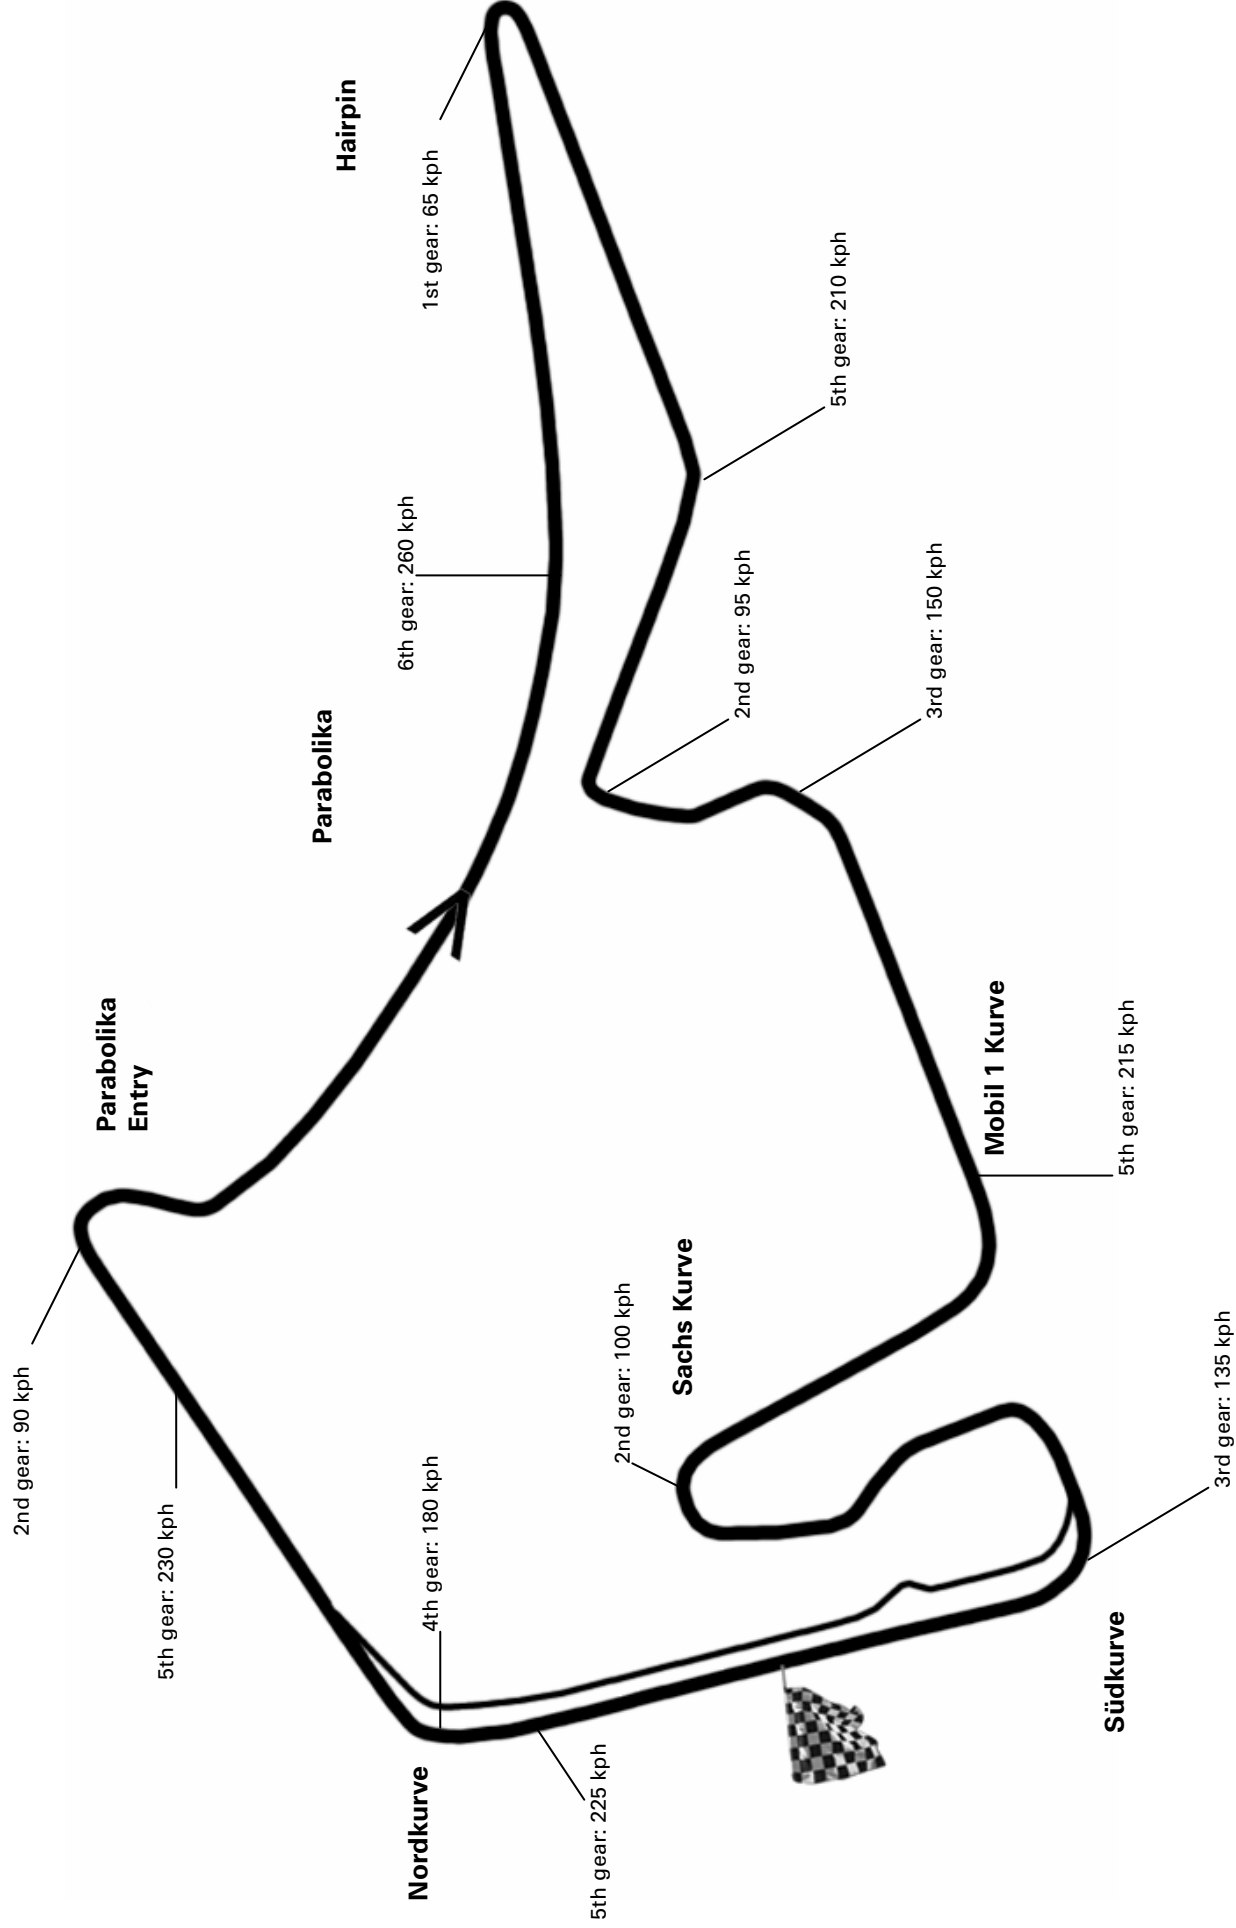 Hairpin
1st gear: 65 kph
5th gear: 210 kph
6th gear: 260 kph
2nd gear: 95 kph
3rd gear: 150 kph
Parabolika
Parabolika
Entry
Mobil 1 Kurve
5th gear: 215 kph
Sachs Kurve
2nd gear: 100 kph
3rd gear: 135 kph
2nd gear: 90 kph
4th gear: 180 kph
5th gear: 230 kph
Südkurve
Nordkurve
5th gear: 225 kph